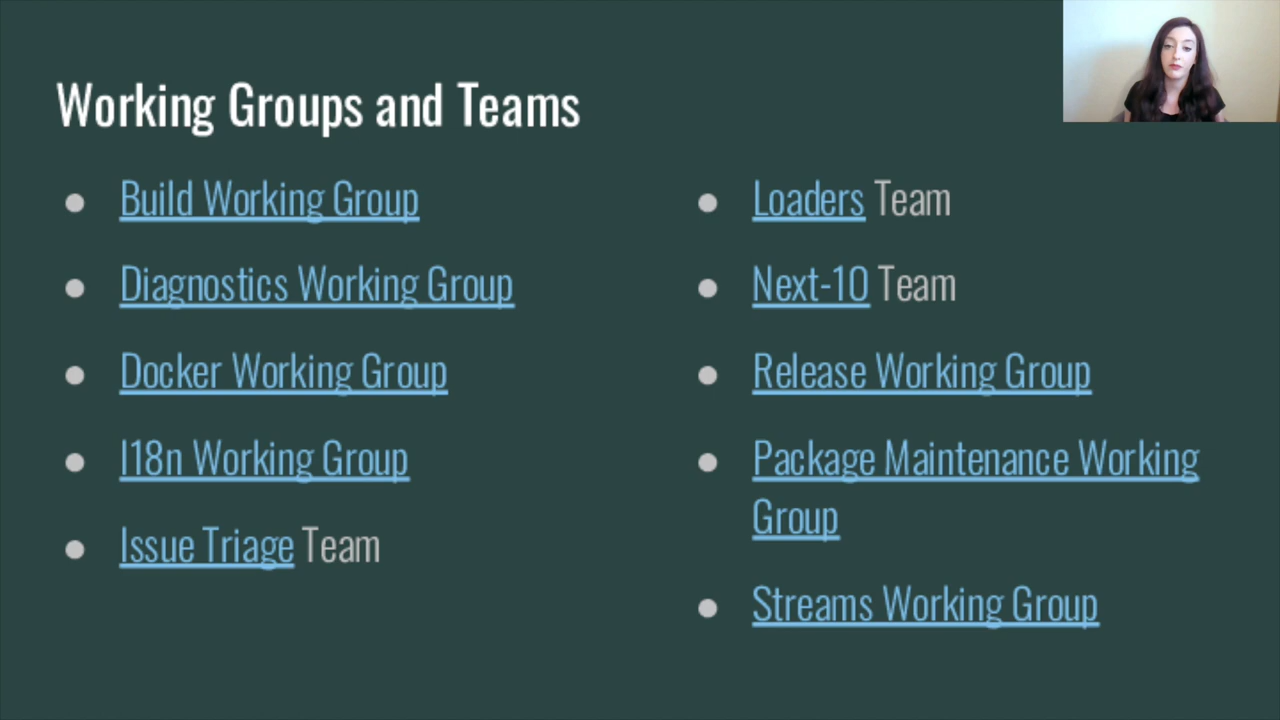 Working Groups and Teams
Build Working Group
Diagnostics Working Group
Docker Working Group
I18n Working Group
Issue Triage Team
Loaders Team
Next-10 Team
Release Working Group
Package Maintenance Working
Group
Streams Working Group